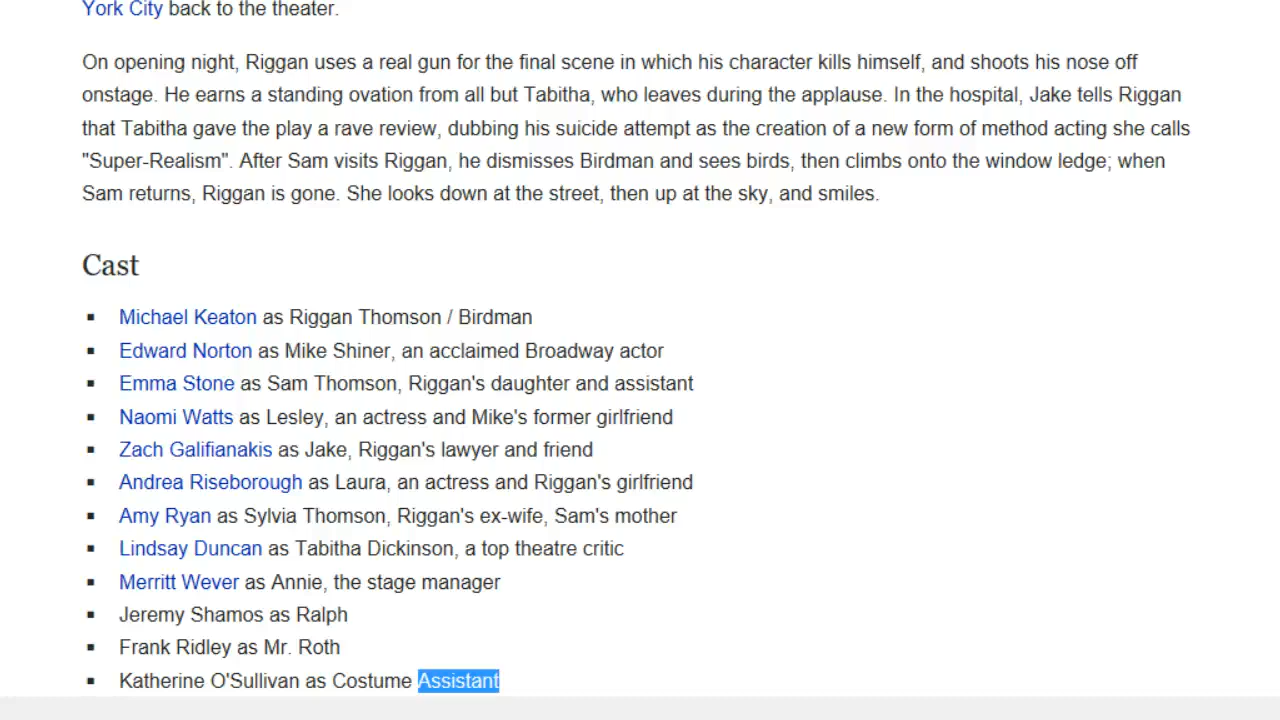 York City back to the theater.
On opening night, Riggan uses a real gun for the final scene in which his character kills himself, and shoots his nose off
onstage. He earns a standing ovation from all but Tabitha, who leaves during the applause. In the hospital, Jake tells Riggan
that Tabitha gave the play a rave review, dubbing his suicide attempt as the creation of a new form of method acting she calls
"Super-Realism". After Sam visits Riggan, he dismisses Birdman and sees birds, then climbs onto the window ledge; when
Sam returns, Riggan is gone. She looks down at the street, then up at the sky, and smiles.
Cast
Michael Keaton as Riggan Thomson / Birdman
Edward Norton as Mike Shiner, an acclaimed Broadway actor
Emma Stone as Sam Thomson, Riggan's daughter and assistant
Naomi Watts as Lesley, an actress and Mike's former girlfriend
Zach Galifianakis as Jake, Riggan's lawyer and friend
Andrea Riseborough as Laura, an actress and Riggan's girlfriend
Amy Ryan as Sylvia Thomson, Riggan's ex-wife, Sam's mother
Lindsay Duncan as Tabitha Dickinson, a top theatre critic
Merritt Wever as Annie, the stage manager
Jeremy Shamos as Ralph
Frank Ridley as Mr. Roth
Katherine O'Sullivan as Costume Assistant